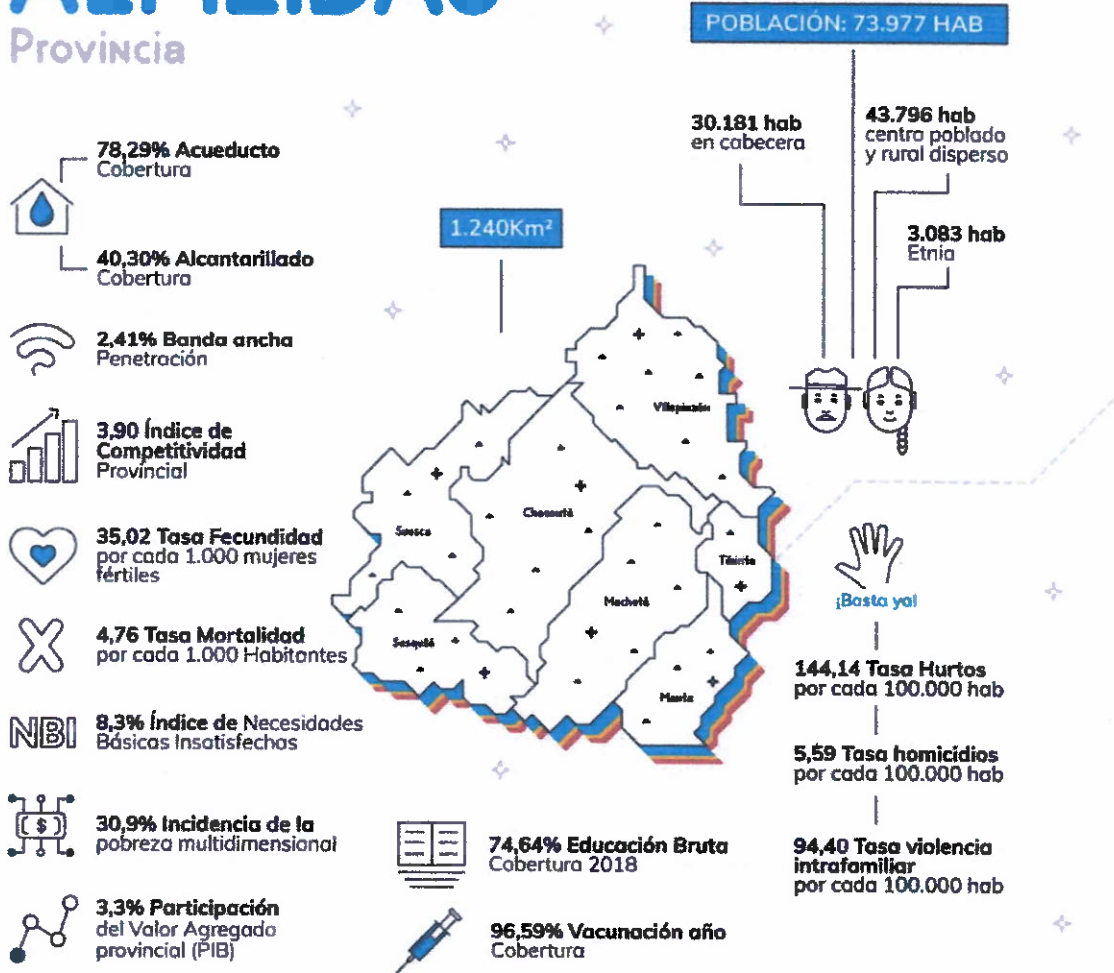 ALMEIDAS
Provincia
POBLACIÓN: 73.977 HAB
30.181 hab
en cabecera
43.796 hab
centro poblado
y rural disperso
3.083 hab
Etnia
1.240Km²
78,29% Acueducto
Cobertura
40,30% Alcantarillado
Cobertura
2,41% Banda ancha
Penetración
3,90 Índice de
Competitividad
Provincial
35,02 Tasa Fecundidad
por cada 1.000 mujeres
fértiles
4,76 Tasa Mortalidad
por cada 1.000 Habitantes
NBI
8,3% Índice de Necesidades
Básicas Insatisfechas
$
30,9% Incidencia de la
pobreza multidimensional
3,3% Participación
del Valor Agregado
provincial (PIB)
Villapinzón
Chocontá
Suesca
Tibirita
Machetá
Sesquilé
Manta
¡Basta ya!
144,14 Tasa Hurtos
por cada 100.000 hab
5,59 Tasa homicidios
por cada 100.000 hab
94,40 Tasa violencia
intrafamiliar
por cada 100.000 hab
74,64% Educación Bruta
Cobertura 2018
96,59% Vacunación año
Cobertura